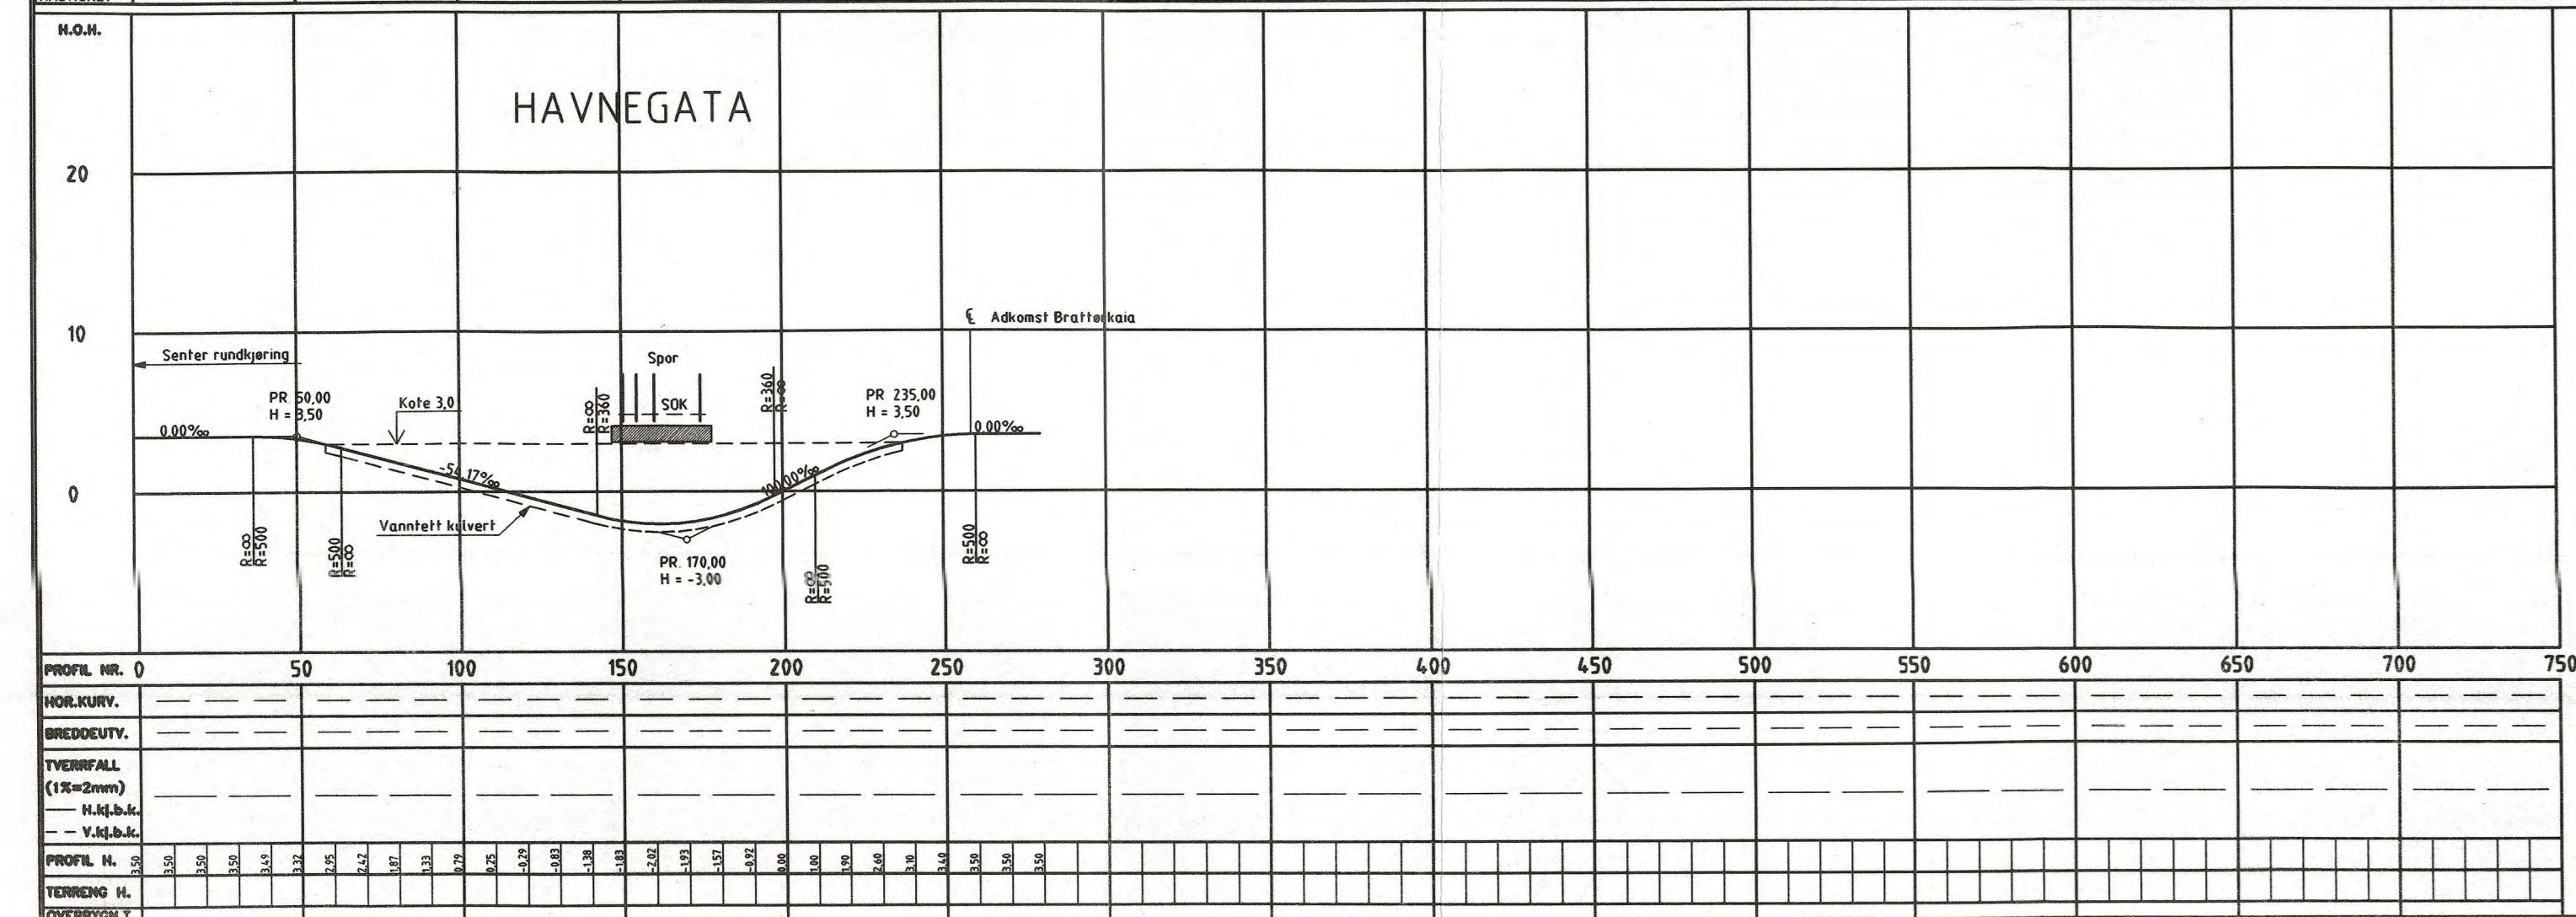 H.O.H.
HAVNEGATA
20
10
0
Adkomst Brattørkaia
Senter rundkjøring
Spor
SOK
PR. 50,00
H = 3,50
Kote 3,0
R=∞
R=360
R=360
R=∞
PR 235,00
H = 3,50
0.00‰
0.00‰
-54,17‰
100.00‰
Vanntett kulvert
PR. 170,00
H = -3,00
R=∞
R=500
R=500
R=∞
R=∞
R=500
R=500
R=∞
PROFIL NR. 0 50 100 150 200 250 300 350 400 450 500 550 600 650 700 750
HOR.KURV.
BREDDEUTV.
TVERRFALL
(1%=2mm)
H.kj.b.k.
V.kj.b.k.
PROFIL H. 3,50 3,50 3,50 3,50 3,49 3,32 2,95 2,42 1,87 1,33 0,79 0,25 -0,29 -0,83 -1,38 -1,83 -2,02 -1,93 -1,57 -0,92 0,00 1,00 1,90 2,60 3,10 3,40 3,50 3,50 3,50
TERRENG H.
OVERBYGN.T.